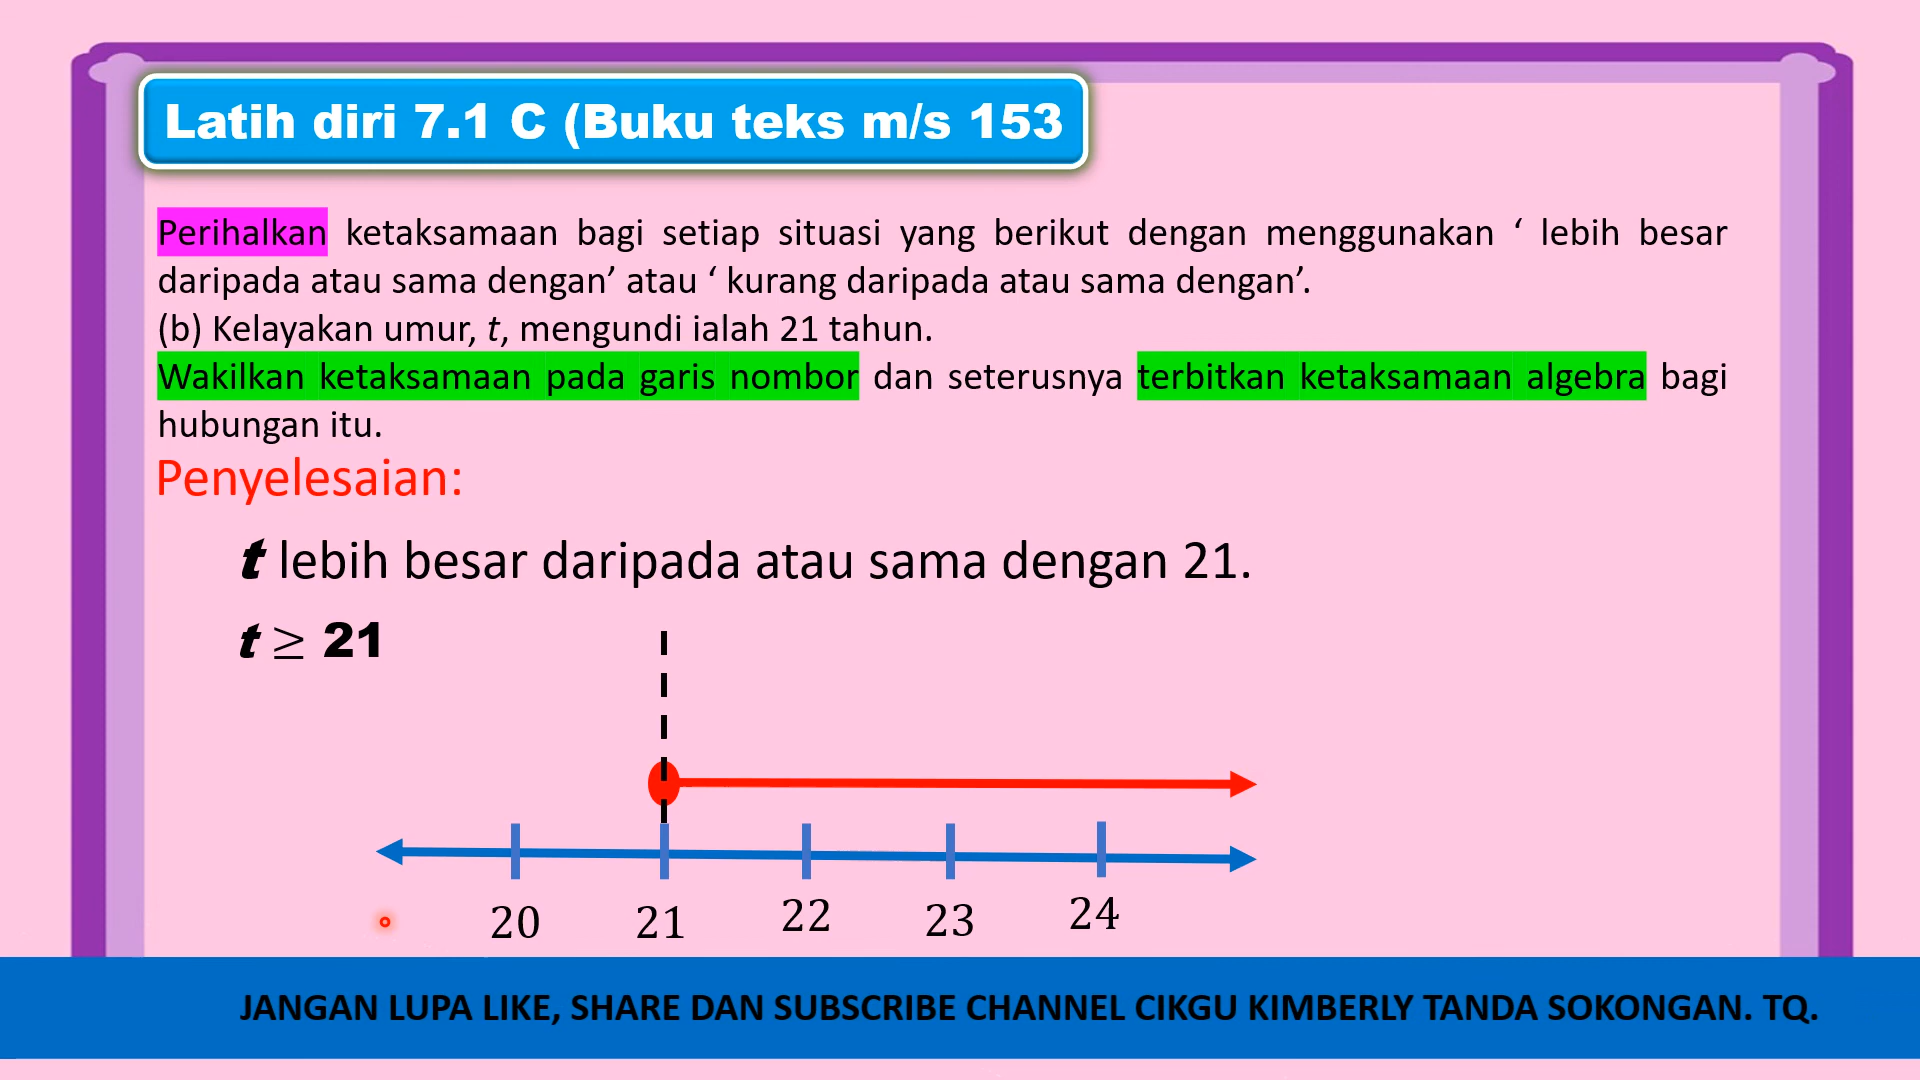 Latih diri 7.1 C (Buku teks m/s 153
Perihalkan ketaksamaan bagi setiap situasi yang berikut dengan menggunakan ‘ lebih besar
daripada atau sama dengan’ atau ‘ kurang daripada atau sama dengan’.
(b) Kelayakan umur, t, mengundi ialah 21 tahun.
Wakilkan ketaksamaan pada garis nombor dan seterusnya terbitkan ketaksamaan algebra bagi
hubungan itu.
Penyelesaian:
t lebih besar daripada atau sama dengan 21.
t ≥ 21
20 21 22 23 24
JANGAN LUPA LIKE, SHARE DAN SUBSCRIBE CHANNEL CIKGU KIMBERLY TANDA SOKONGAN. TQ.